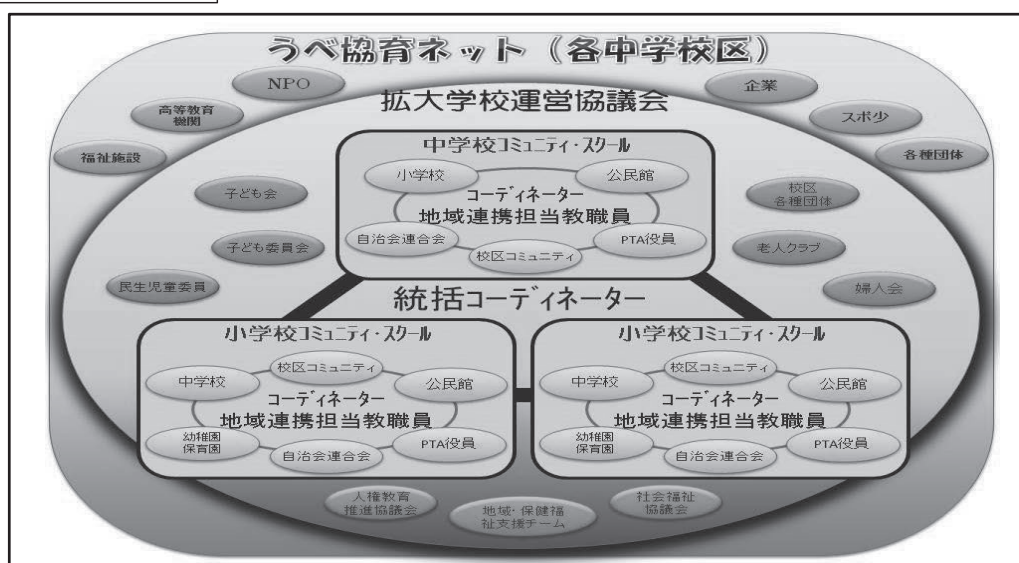 うべ協育ネット（各中学校区）
NPO
企業
高等教育
機関
スポ少
福祉施設
各種団体
拡大学校運営協議会
中学校コミュニティ・スクール
小学校
公民館
コーディネーター
地域連携担当教職員
自治会連合会
校区コミュニティ
PTA役員
子ども会
校区
各種団体
子ども委員会
老人クラブ
民生児童委員
婦人会
統括コーディネーター
小学校コミュニティ・スクール
校区コミュニティ
中学校
公民館
コーディネーター
地域連携担当教職員
幼稚園
保育園
自治会連合会
PTA役員
小学校コミュニティ・スクール
校区コミュニティ
中学校
公民館
コーディネーター
地域連携担当教職員
幼稚園
保育園
自治会連合会
PTA役員
人権教育
推進協議会
地域・保健福
祉支援チーム
社会福祉
協議会